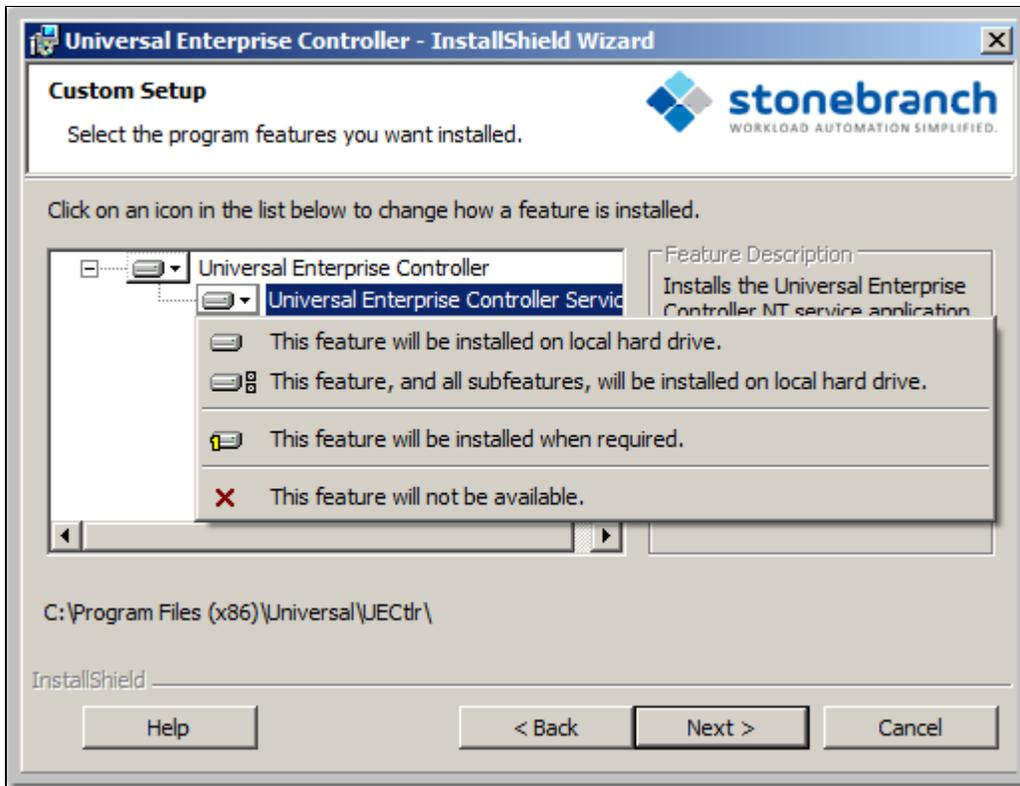 Universal Enterprise Controller - InstallShield Wizard
Custom Setup
stonebranch
Select the program features you want installed.
WORKLOAD AUTOMATION SIMPLIFIED.
Click on an icon in the list below to change how a feature is installed.
Universal Enterprise Controller
Universal Enterprise Controller Servic
Feature Description
Installs the Universal Enterprise
Controller NT service application
This feature will be installed on local hard drive.
This feature, and all subfeatures, will be installed on local hard drive.
This feature will be installed when required.
This feature will not be available.
C:\Program Files (x86)\Universal\UECtlr\
InstallShield
Help
< Back
Next >
Cancel